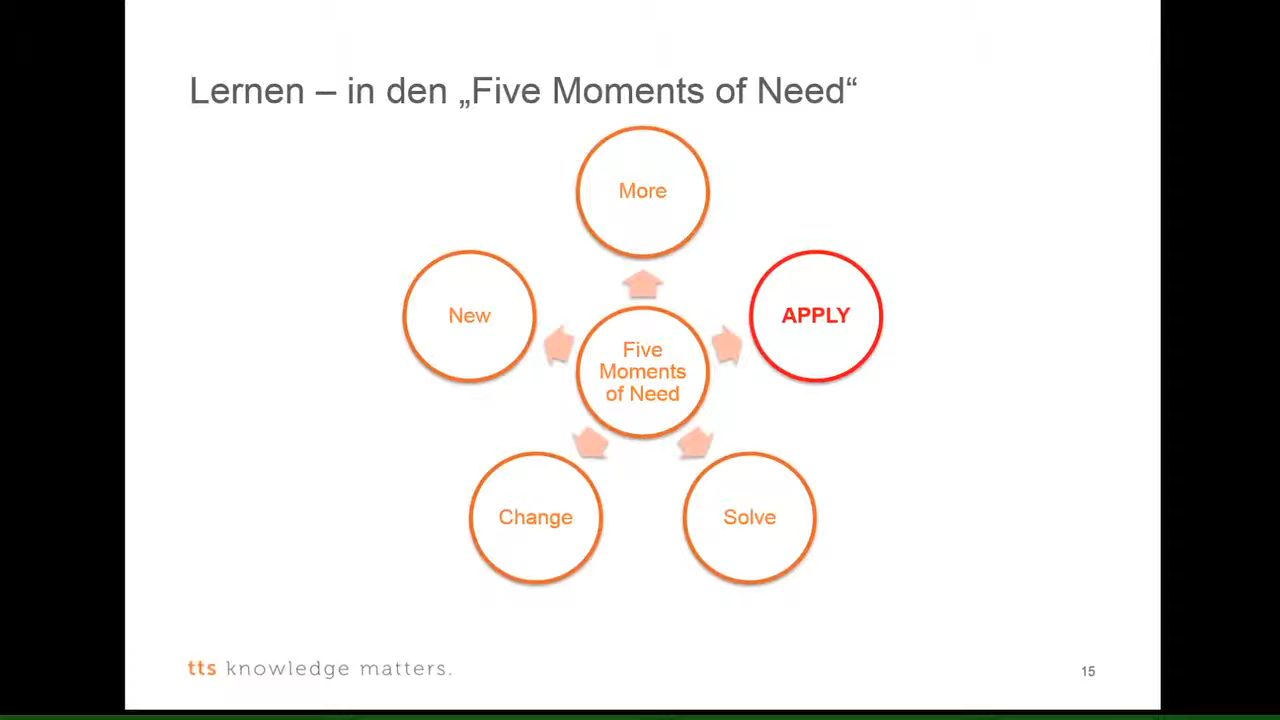 Lernen – in den „Five Moments of Need“
More
New
APPLY
Five
Moments
of Need
Change
Solve
tts knowledge matters.
15